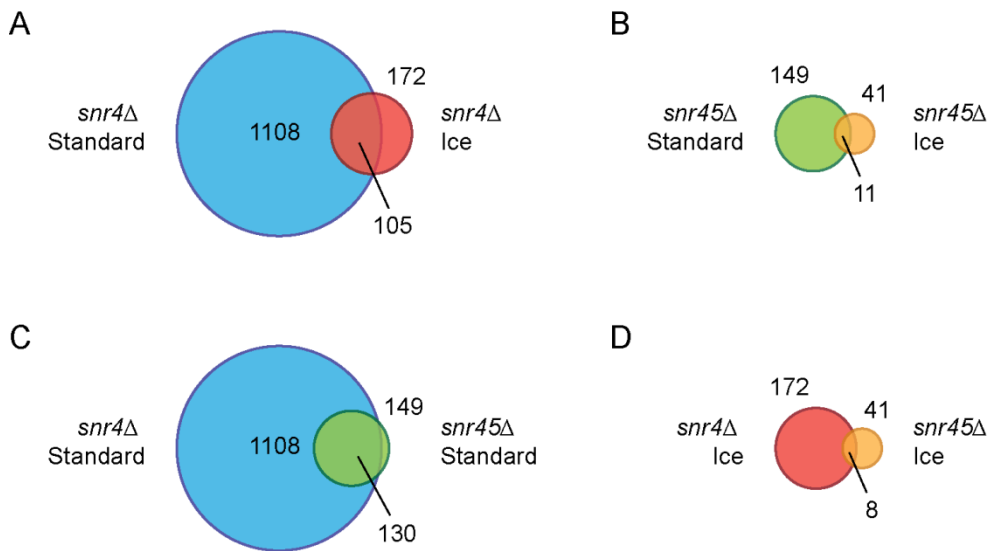 A
snr4Δ
Standard
1108
172
snr4Δ
Ice
105
B
149
41
snr45Δ
Standard
snr45Δ
Ice
11
C
snr4Δ
Standard
1108
149
snr45Δ
Standard
130
D
172
41
snr4Δ
Ice
snr45Δ
Ice
8